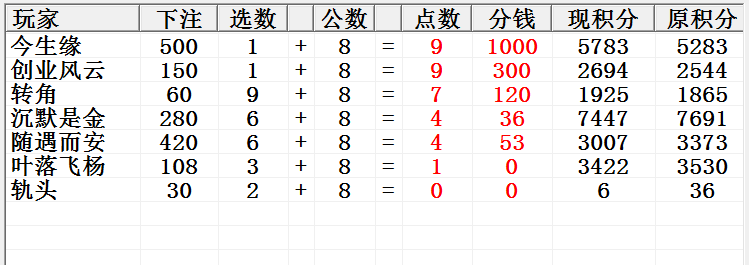 玩家 下注 选数 公数 点数 分钱 现积分 原积分
今生缘 500 1 + 8 = 9 1000 5783 5283
创业风云 150 1 + 8 = 9 300 2694 2544
转角 60 9 + 8 = 7 120 1925 1865
沉默是金 280 6 + 8 = 4 36 7447 7691
随遇而安 420 6 + 8 = 4 53 3007 3373
叶落飞杨 108 3 + 8 = 1 0 3422 3530
轨头 30 2 + 8 = 0 0 6 36